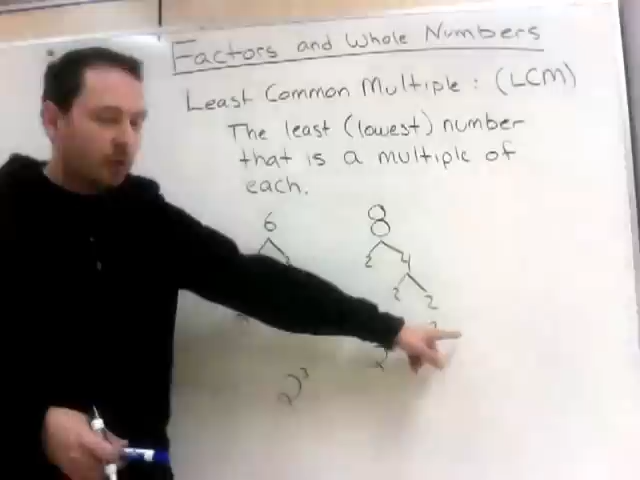 Factors and Whole Numbers
Least Common Multiple : (LCM)
The least (lowest) number
that is a multiple of
each.
6 8
2 4
2 2
2³